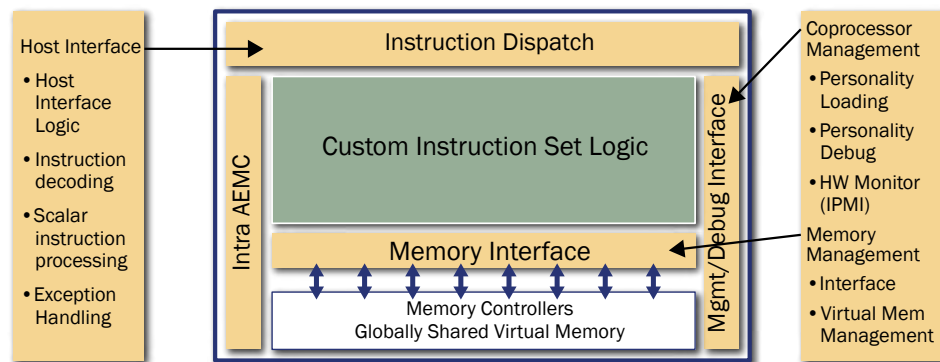 Host Interface
• Host
Interface
Logic
• Instruction
decoding
• Scalar
instruction
processing
• Exception
Handling
Instruction Dispatch
Intra AEMC
Custom Instruction Set Logic
Memory Interface
Memory Controllers
Globally Shared Virtual Memory
Mgmt/Debug Interface
Coprocessor
Management
• Personality
Loading
• Personality
Debug
• HW Monitor
(IPMI)
Memory
Management
• Interface
• Virtual Mem
Management